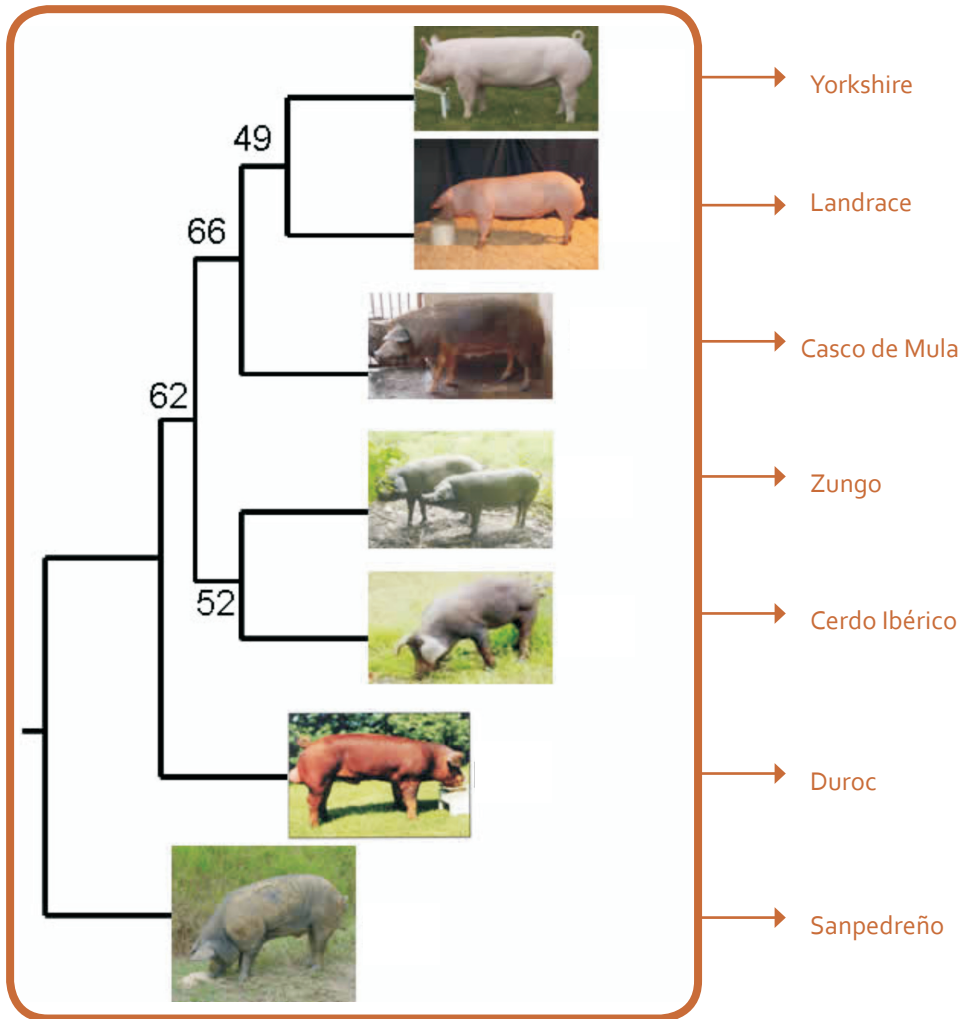 Yorkshire
49
Landrace
66
Casco de Mula
62
Zungo
52
Cerdo Ibérico
Duroc
Sanpedreño